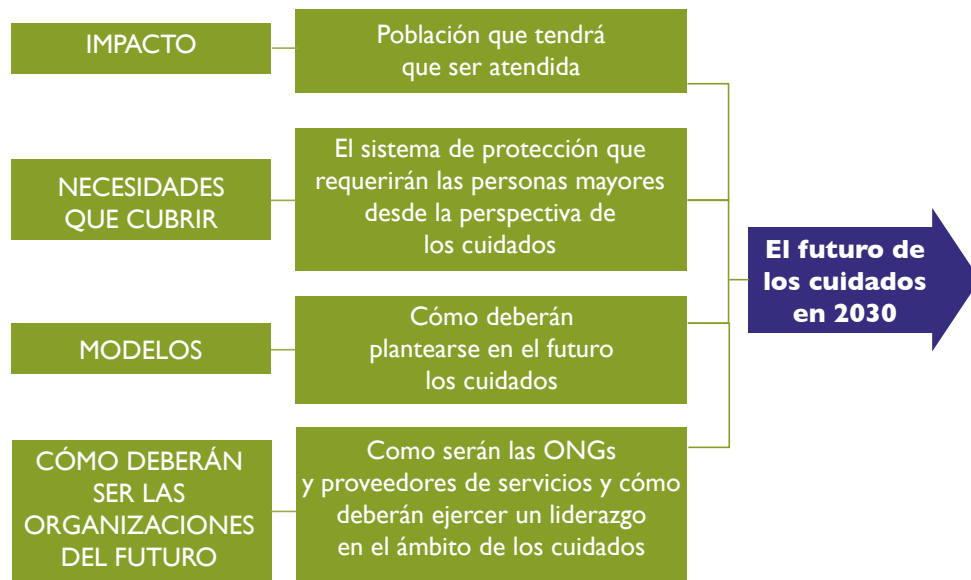 IMPACTO
Población que tendrá
que ser atendida
NECESIDADES
QUE CUBRIR
El sistema de protección que
requerirán las personas mayores
desde la perspectiva de
los cuidados
MODELOS
Cómo deberán
plantearse en el futuro
los cuidados
CÓMO DEBERÁN
SER LAS
ORGANIZACIONES
DEL FUTURO
Como serán las ONGs
y proveedores de servicios y cómo
deberán ejercer un liderazgo
en el ámbito de los cuidados
El futuro de
los cuidados
en 2030